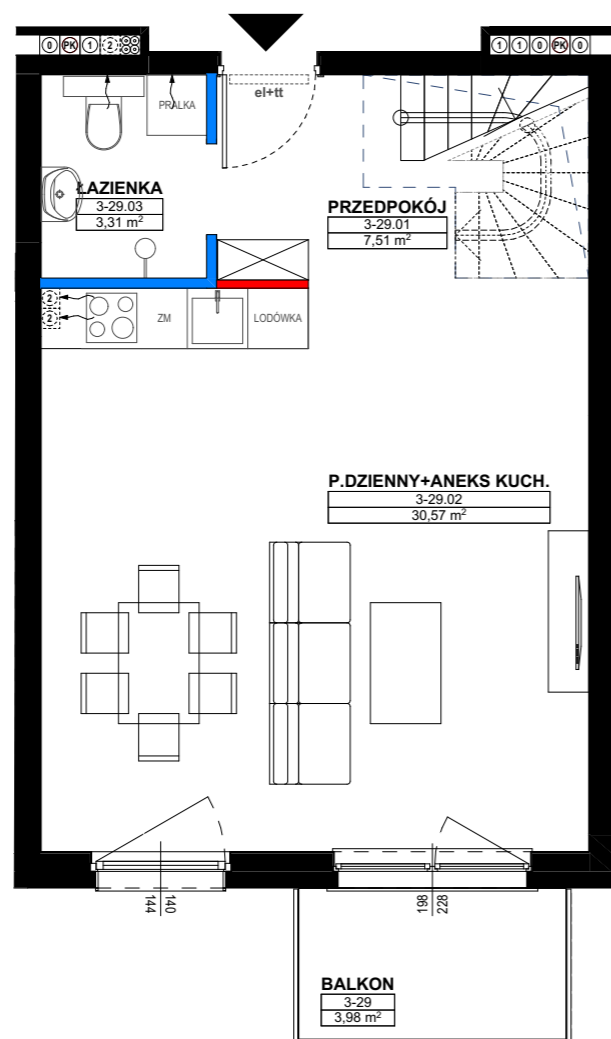 0 PK 1 2
1 1 0 PK 0
el+tt
PRALKA
ŁAZIENKA
3-29.03
3,31 m²
PRZEDPOKÓJ
3-29.01
7,51 m²
2
2
ZM
LODÓWKA
P.DZIENNY+ANEKS KUCH.
3-29.02
30,57 m²
144
140
198
228
BALKON
3-29
3,98 m²